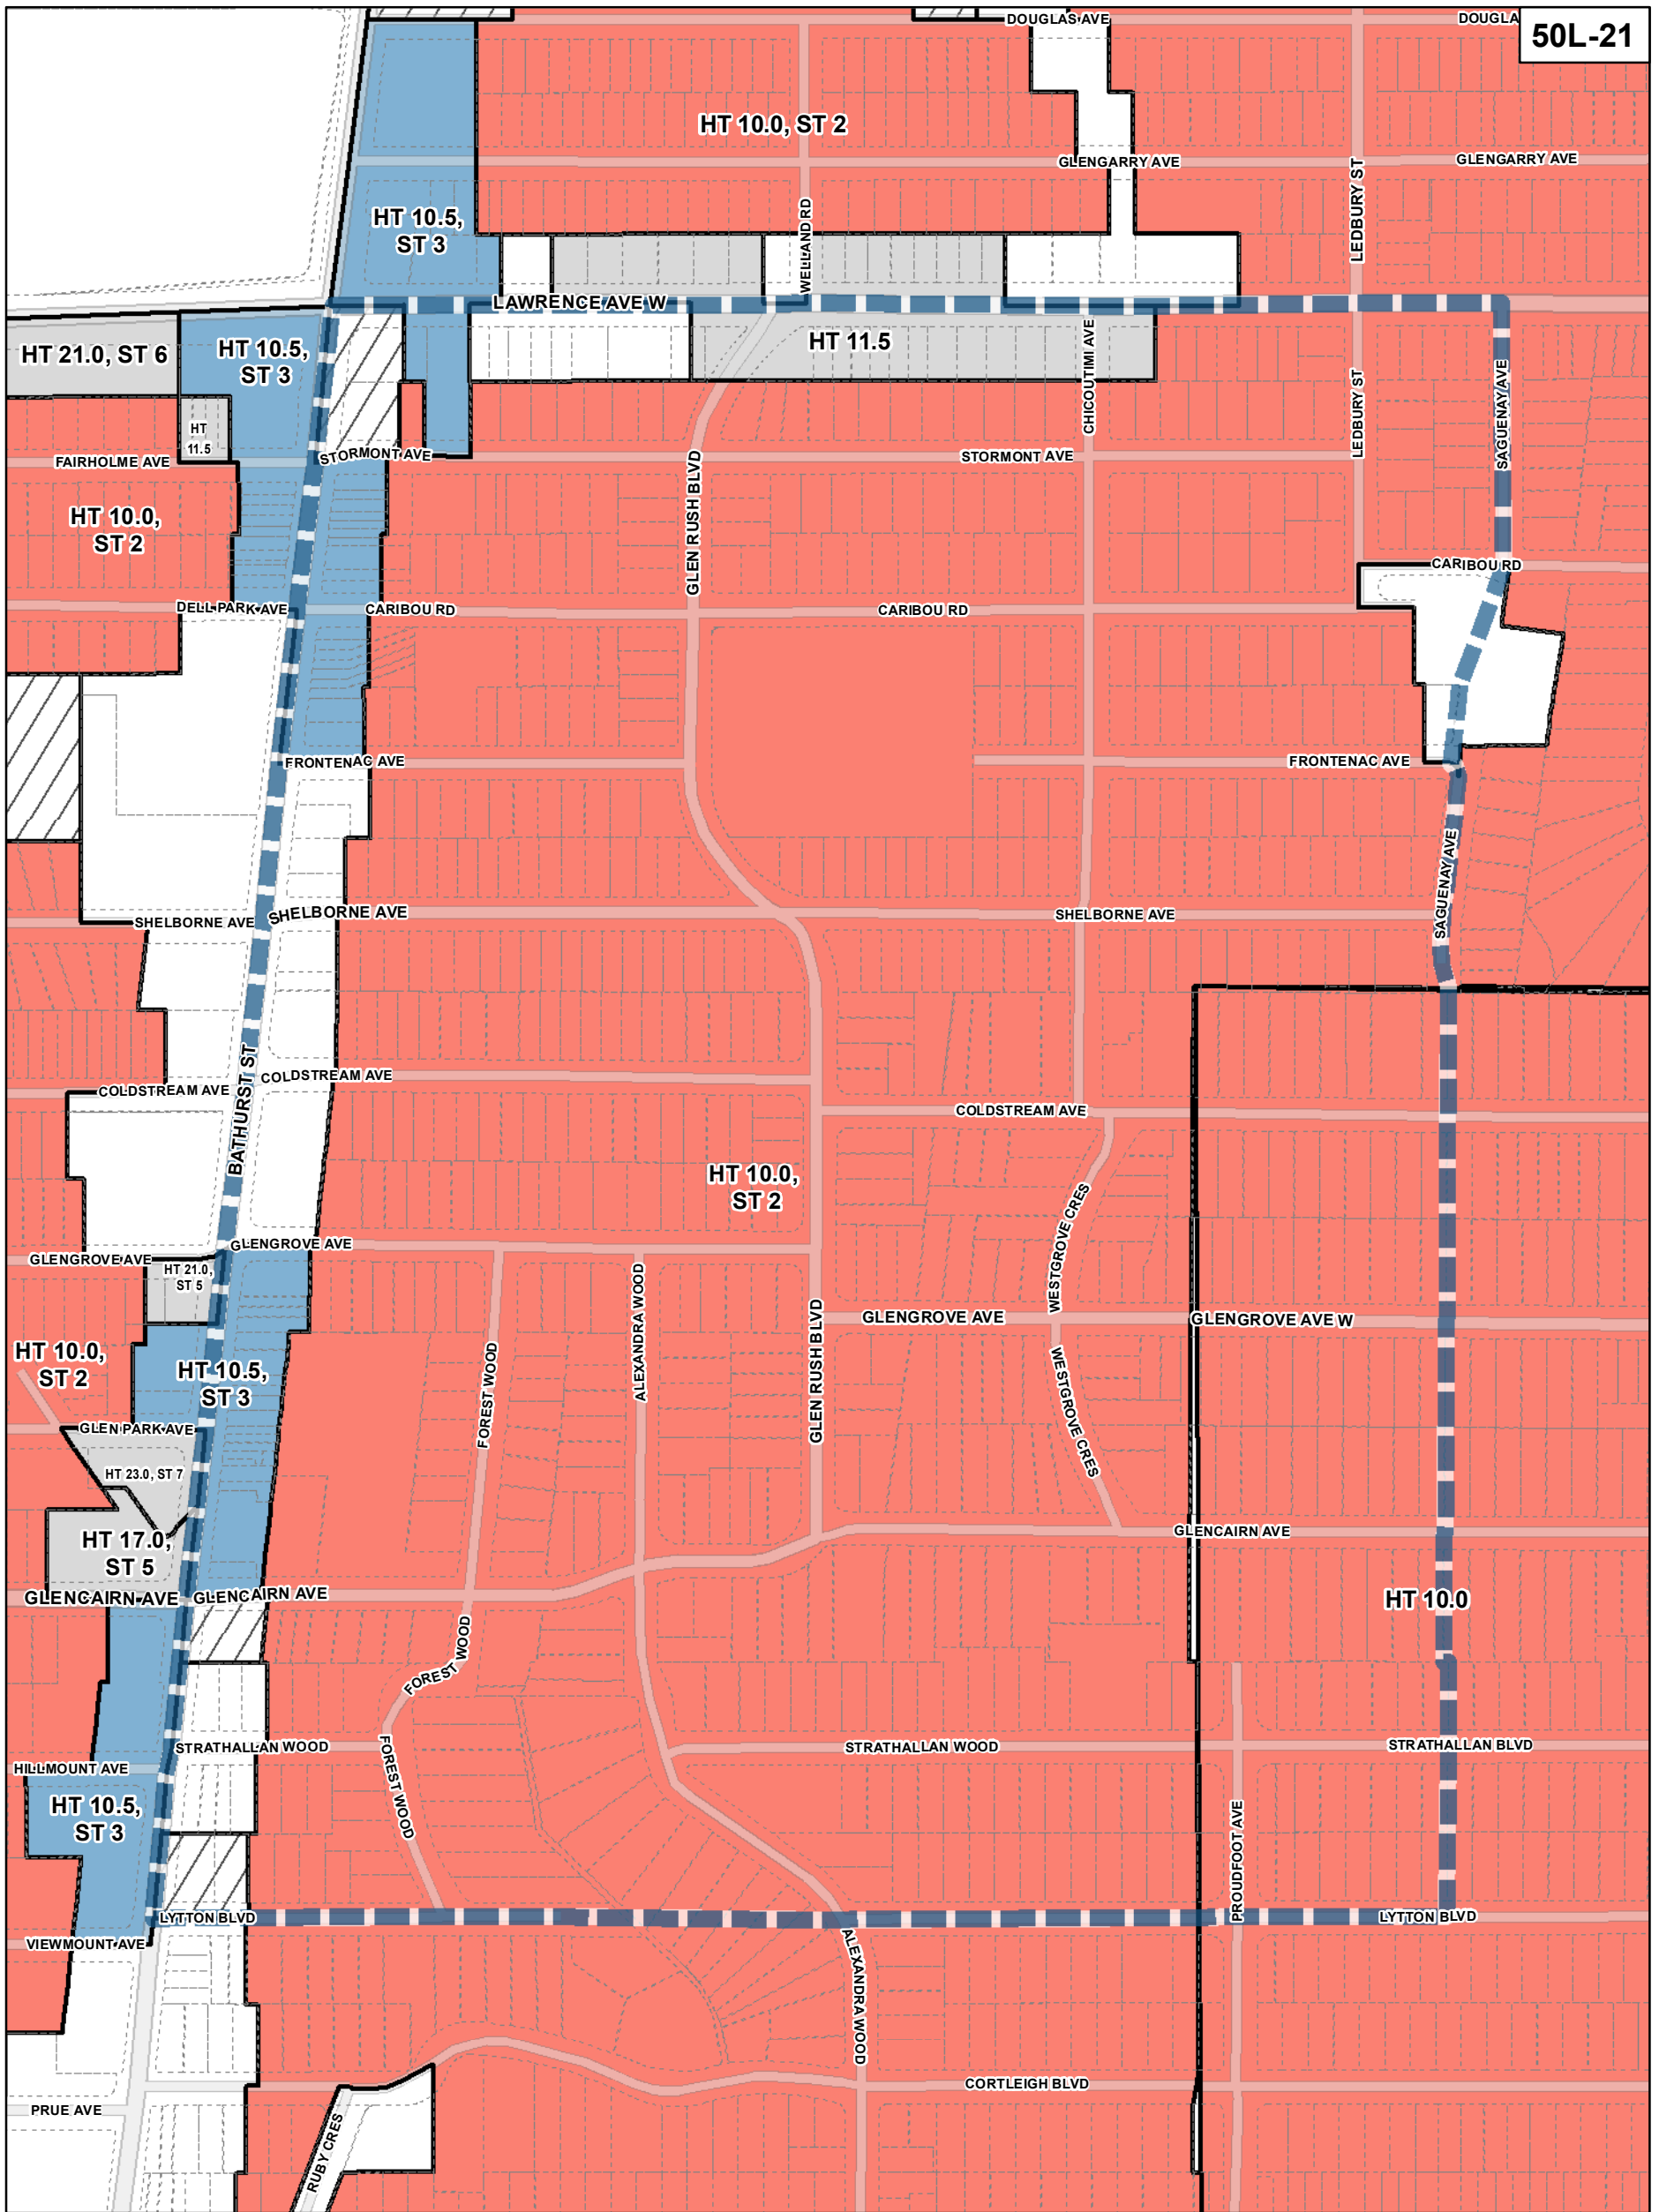 DOUGLAS AVE
DOUGLA
50L-21
HT 10.0, ST 2
GLENGARRY AVE
GLENGARRY AVE
LEDBURY ST
HT 10.5,
ST 3
WELLAND RD
LAWRENCE AVE W
HT 21.0, ST 6
HT 10.5,
ST 3
HT 11.5
CHICOUTIMI AVE
LEDBURY ST
SAGUENAY AVE
HT
11.5
FAIRHOLME AVE
STORMONT AVE
STORMONT AVE
GLEN RUSH BLVD
HT 10.0,
ST 2
CARIBOU RD
DELL PARK AVE
CARIBOU RD
CARIBOU RD
FRONTENAC AVE
FRONTENAC AVE
SAGUENAY AVE
SHELBORNE AVE
SHELBORNE AVE
SHELBORNE AVE
BATHURST ST
COLDSTREAM AVE
COLDSTREAM AVE
COLDSTREAM AVE
HT 10.0,
ST 2
WESTGROVE CRES
GLENGROVE AVE
GLENGROVE AVE
HT 21.0,
ST 5
ALEXANDRA WOOD
GLEN RUSH BLVD
GLENGROVE AVE
GLENGROVE AVE W
HT 10.0,
ST 2
HT 10.5,
ST 3
FOREST WOOD
WESTGROVE CRES
GLEN PARK AVE
HT 23.0, ST 7
HT 17.0,
ST 5
GLENCAIRN AVE
GLENCAIRN AVE
GLENCAIRN AVE
HT 10.0
FOREST WOOD
STRATHALLAN WOOD
STRATHALLAN WOOD
STRATHALLAN BLVD
HILLMOUNT AVE
FOREST WOOD
HT 10.5,
ST 3
PROUDFOOT AVE
LYTTON BLVD
LYTTON BLVD
VIEWMOUNT AVE
ALEXANDRA WOOD
CORTLEIGH BLVD
PRUE AVE
RUBY CRES